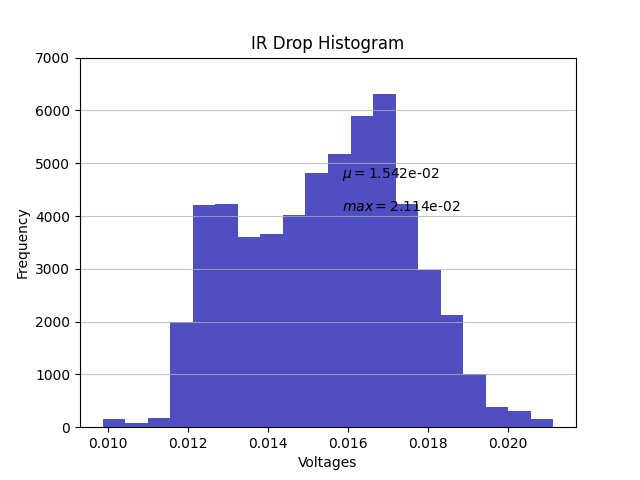 IR Drop Histogram
7000
6000
5000
4000
3000
2000
1000
0
Frequency
μ = 1.542e-02
max = 2.114e-02
0.010 0.012 0.014 0.016 0.018 0.020
Voltages